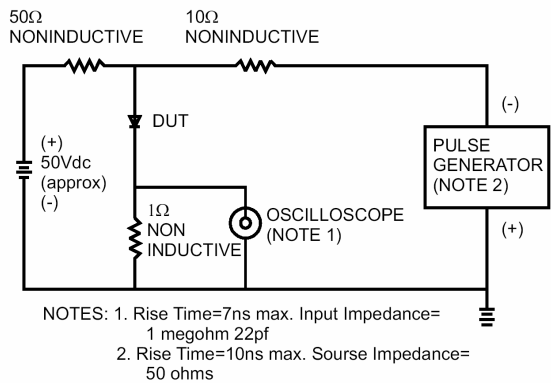 50Ω
NONINDUCTIVE
10Ω
NONINDUCTIVE
(+)
50Vdc
(approx)
(-)
DUT
1Ω
NON
INDUCTIVE
OSCILLOSCOPE
(NOTE 1)
(-)
PULSE
GENERATOR
(NOTE 2)
(+)
NOTES: 1. Rise Time=7ns max. Input Impedance=
1 megohm 22pf
2. Rise Time=10ns max. Sourse Impedance=
50 ohms